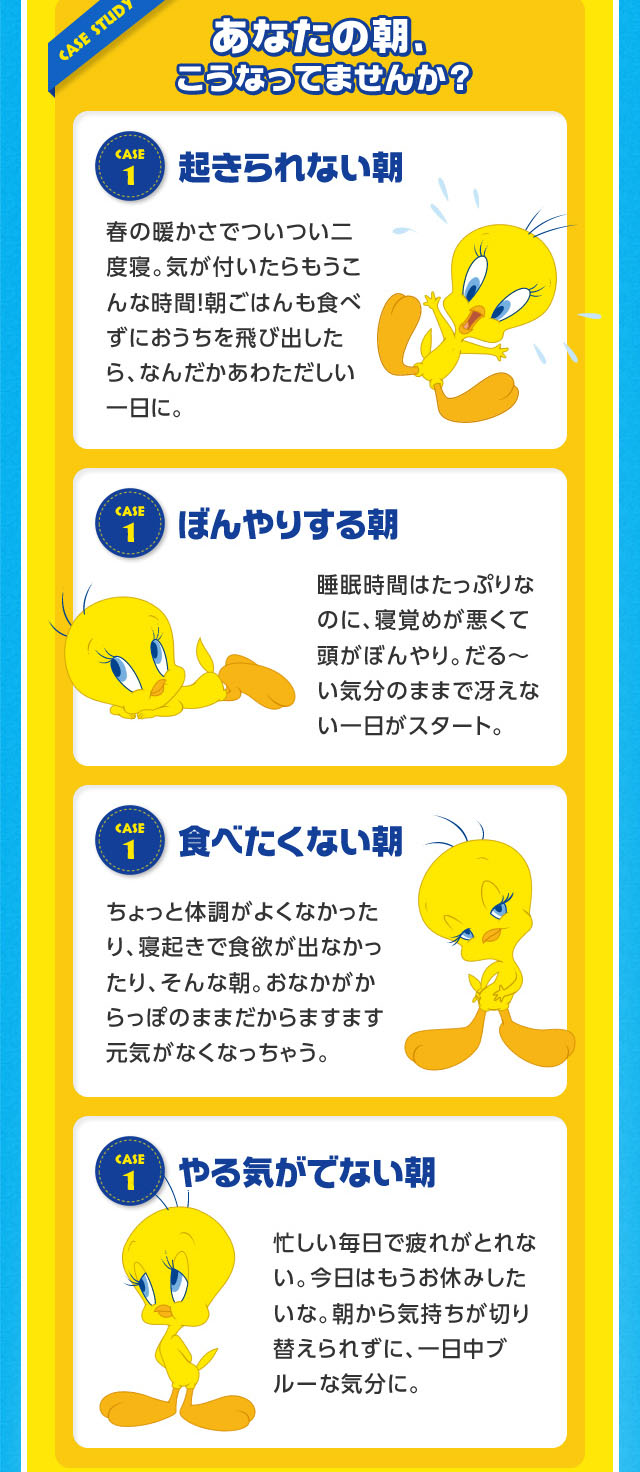 CASE STUDY
あなたの朝、
こうなってませんか？
CASE
1
起きられない朝
春の暖かさでついつい二
度寝。気が付いたらもうこ
んな時間!朝ごはんも食べ
ずにおうちを飛び出した
ら、なんだかあわただしい
一日に。
CASE
1
ぼんやりする朝
睡眠時間はたっぷりな
のに、寝覚めが悪くて
頭がぼんやり。だる〜
い気分のままで冴えな
い一日がスタート。
CASE
1
食べたくない朝
ちょっと体調がよくなかった
り、寝起きで食欲が出なかっ
たり、そんな朝。おなかがか
らっぽのままだからますます
元気がなくなっちゃう。
CASE
1
やる気がでない朝
忙しい毎日で疲れがとれな
い。今日はもうお休みした
いな。朝から気持ちが切り
替えられずに、一日中ブ
ルーな気分に。